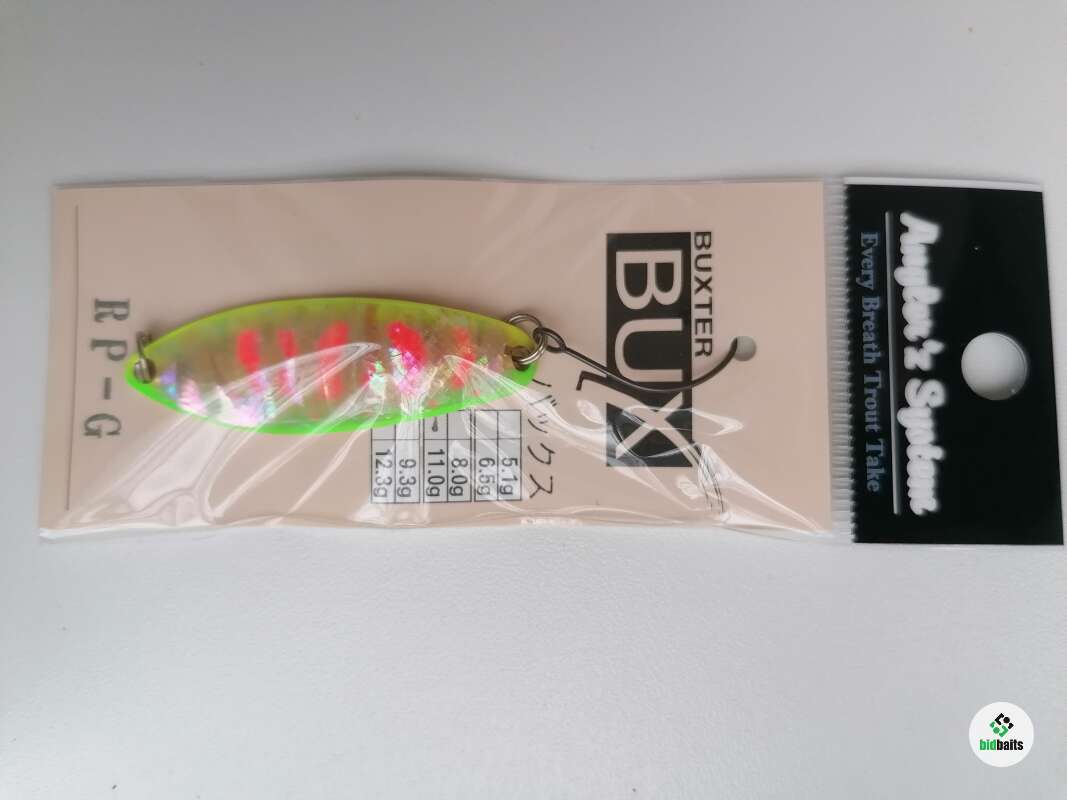 Angler'z System
Every Breath Trout Take
BUXTER
BUX
バックス
5.1g
6.5g
8.0g
11.0g
9.3g
12.3g
RP-G
bidbaits